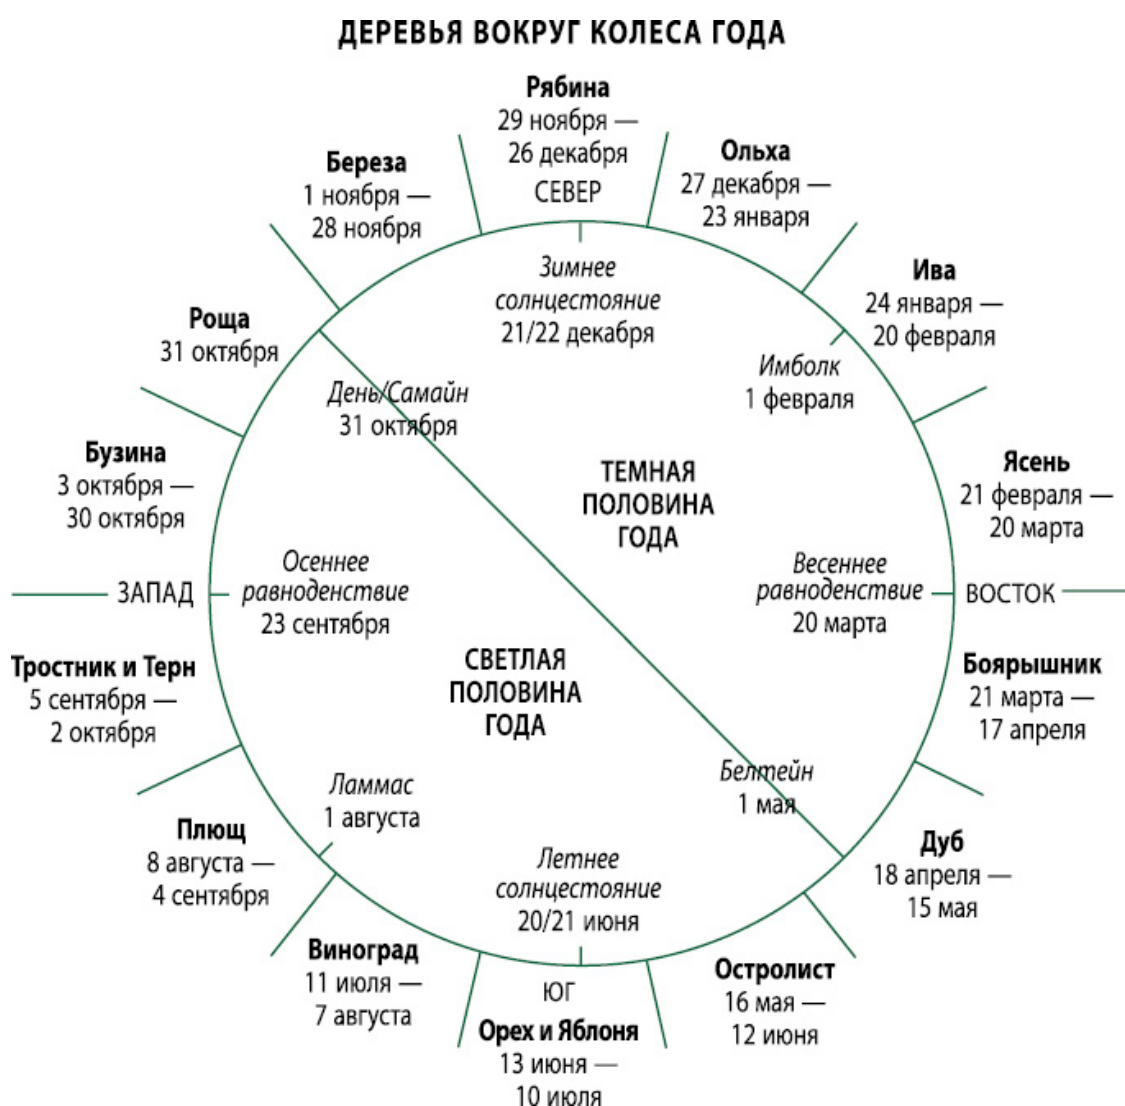 ДЕРЕВЬЯ ВОКРУГ КОЛЕСА ГОДА
Рябина
29 ноября —
26 декабря
СЕВЕР
Ольха
27 декабря —
23 января
Ива
24 января —
20 февраля
Ясень
21 февраля —
20 марта
ВОСТОК
Боярышник
21 марта —
17 апреля
Дуб
18 апреля —
15 мая
Остролист
16 мая —
12 июня
ЮГ
Орех и Яблоня
13 июня —
10 июля
Виноград
11 июля —
7 августа
Плющ
8 августа —
4 сентября
Тростник и Терн
5 сентября —
2 октября
ЗАПАД
Бузина
3 октября —
30 октября
Роща
31 октября
Береза
1 ноября —
28 ноября
Зимнее
солнцестояние
21/22 декабря
Имболк
1 февраля
День/Самайн
31 октября
ТЕМНАЯ
ПОЛОВИНА
ГОДА
Весеннее
равноденствие
20 марта
Осеннее
равноденствие
23 сентября
СВЕТЛАЯ
ПОЛОВИНА
ГОДА
Белтейн
1 мая
Ламмас
1 августа
Летнее
солнцестояние
20/21 июня